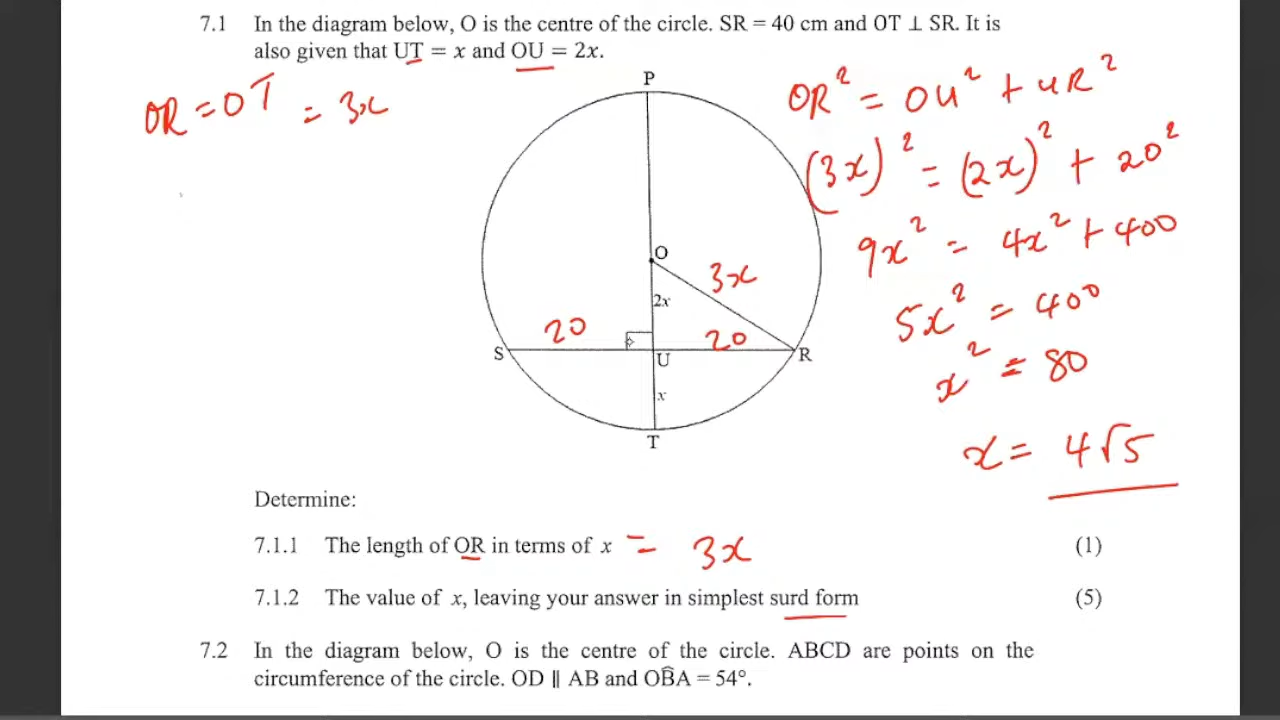 7.1 In the diagram below, O is the centre of the circle. SR = 40 cm and OT ⊥ SR. It is
also given that UT = x and OU = 2x.
OR = OT = 3x
P
OR² = OU² + UR²
(3x)² = (2x)² + 20²
9x² = 4x² + 400
O
3x
2x
5x² = 400
20
20
S
U
R
x² = 80
x
T
x = 4√5
Determine:
7.1.1 The length of OR in terms of x = 3x (1)
7.1.2 The value of x, leaving your answer in simplest surd form (5)
7.2 In the diagram below, O is the centre of the circle. ABCD are points on the
circumference of the circle. OD ∥ AB and OB̂A = 54°.